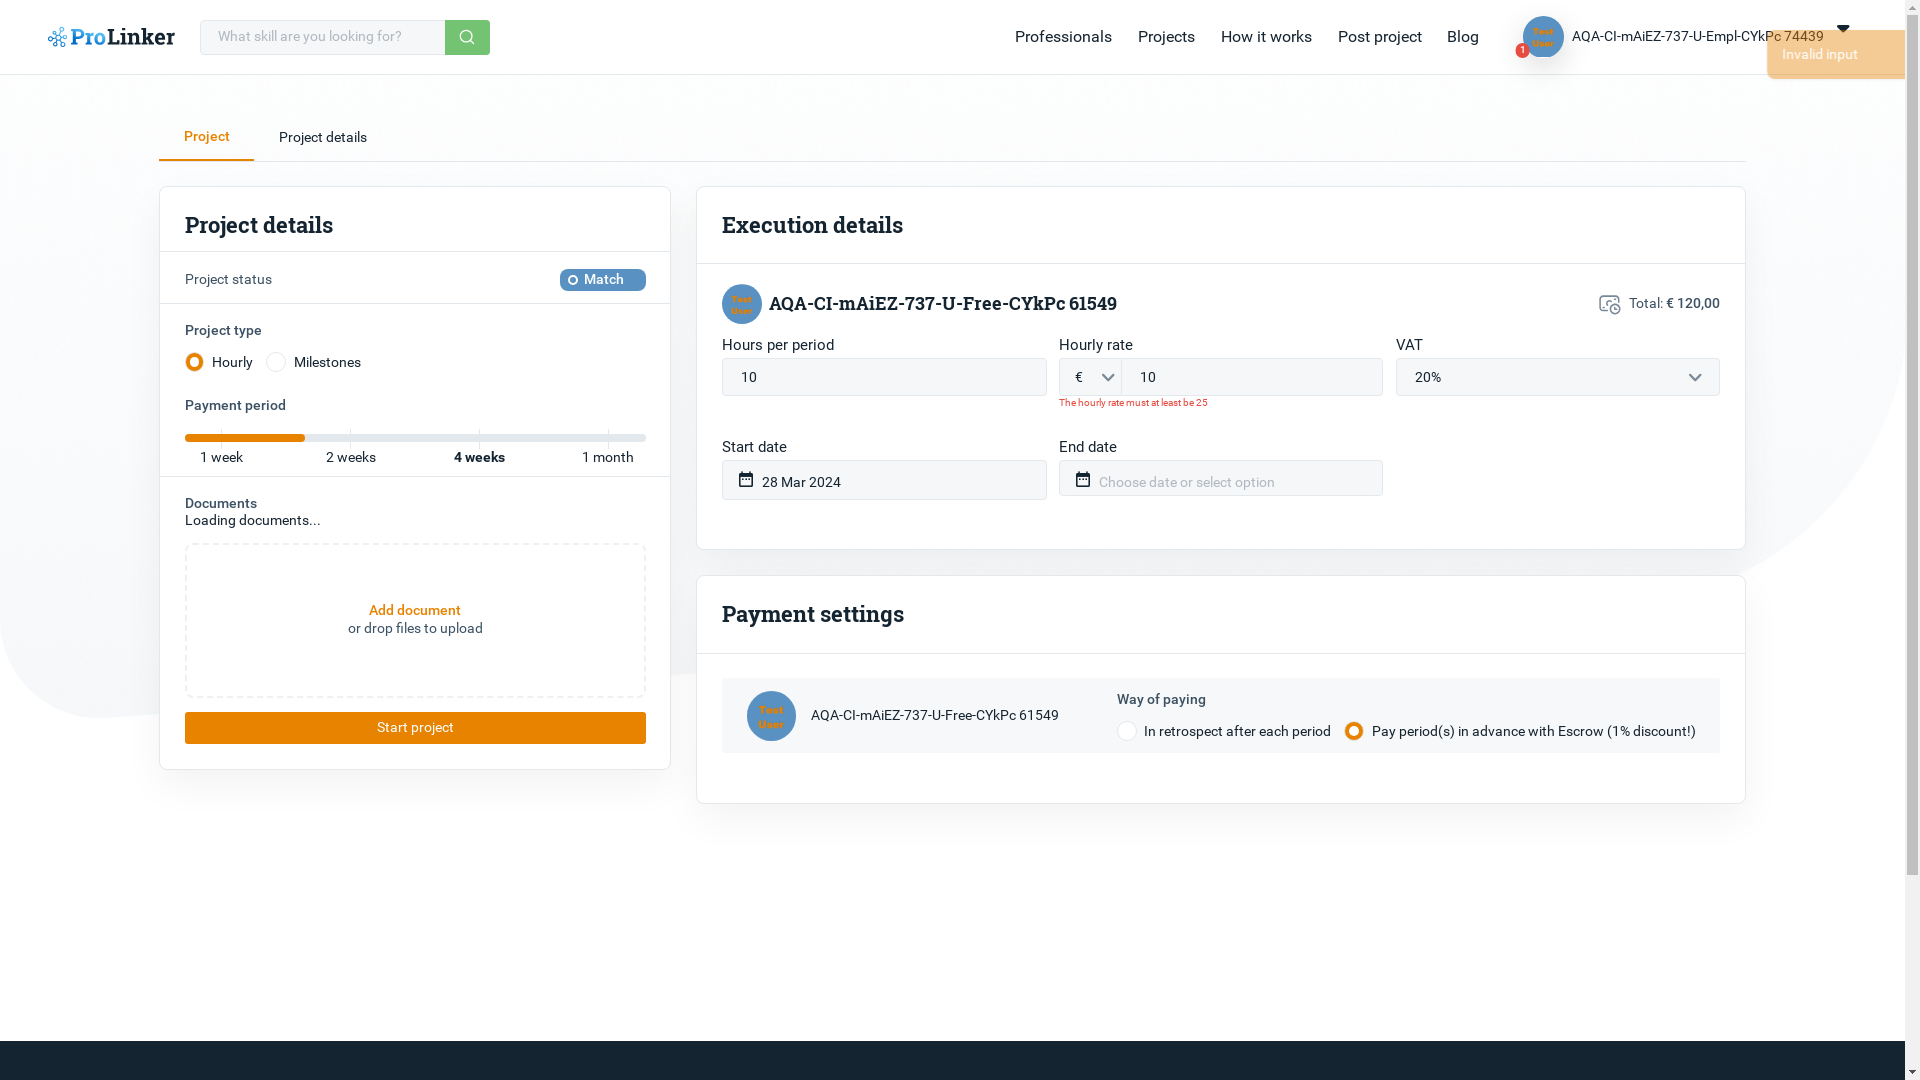 ProLinker
What skill are you looking for?
Professionals
Projects
How it works
Post project
Blog
Test
User
1
AQA-CI-mAiEZ-737-U-Empl-CYkPc 74439
Invalid input
Project
Project details
Project details
Project status
Match
Project type
Hourly
Milestones
Payment period
1 week
2 weeks
4 weeks
1 month
Documents
Loading documents...
Add document
or drop files to upload
Start project
Execution details
Test
User
AQA-CI-mAiEZ-737-U-Free-CYkPc 61549
Total: € 120,00
Hours per period
Hourly rate
VAT
10
€
10
20%
The hourly rate must at least be 25
Start date
End date
28 Mar 2024
Choose date or select option
Payment settings
Test
User
AQA-CI-mAiEZ-737-U-Free-CYkPc 61549
Way of paying
In retrospect after each period
Pay period(s) in advance with Escrow (1% discount!)